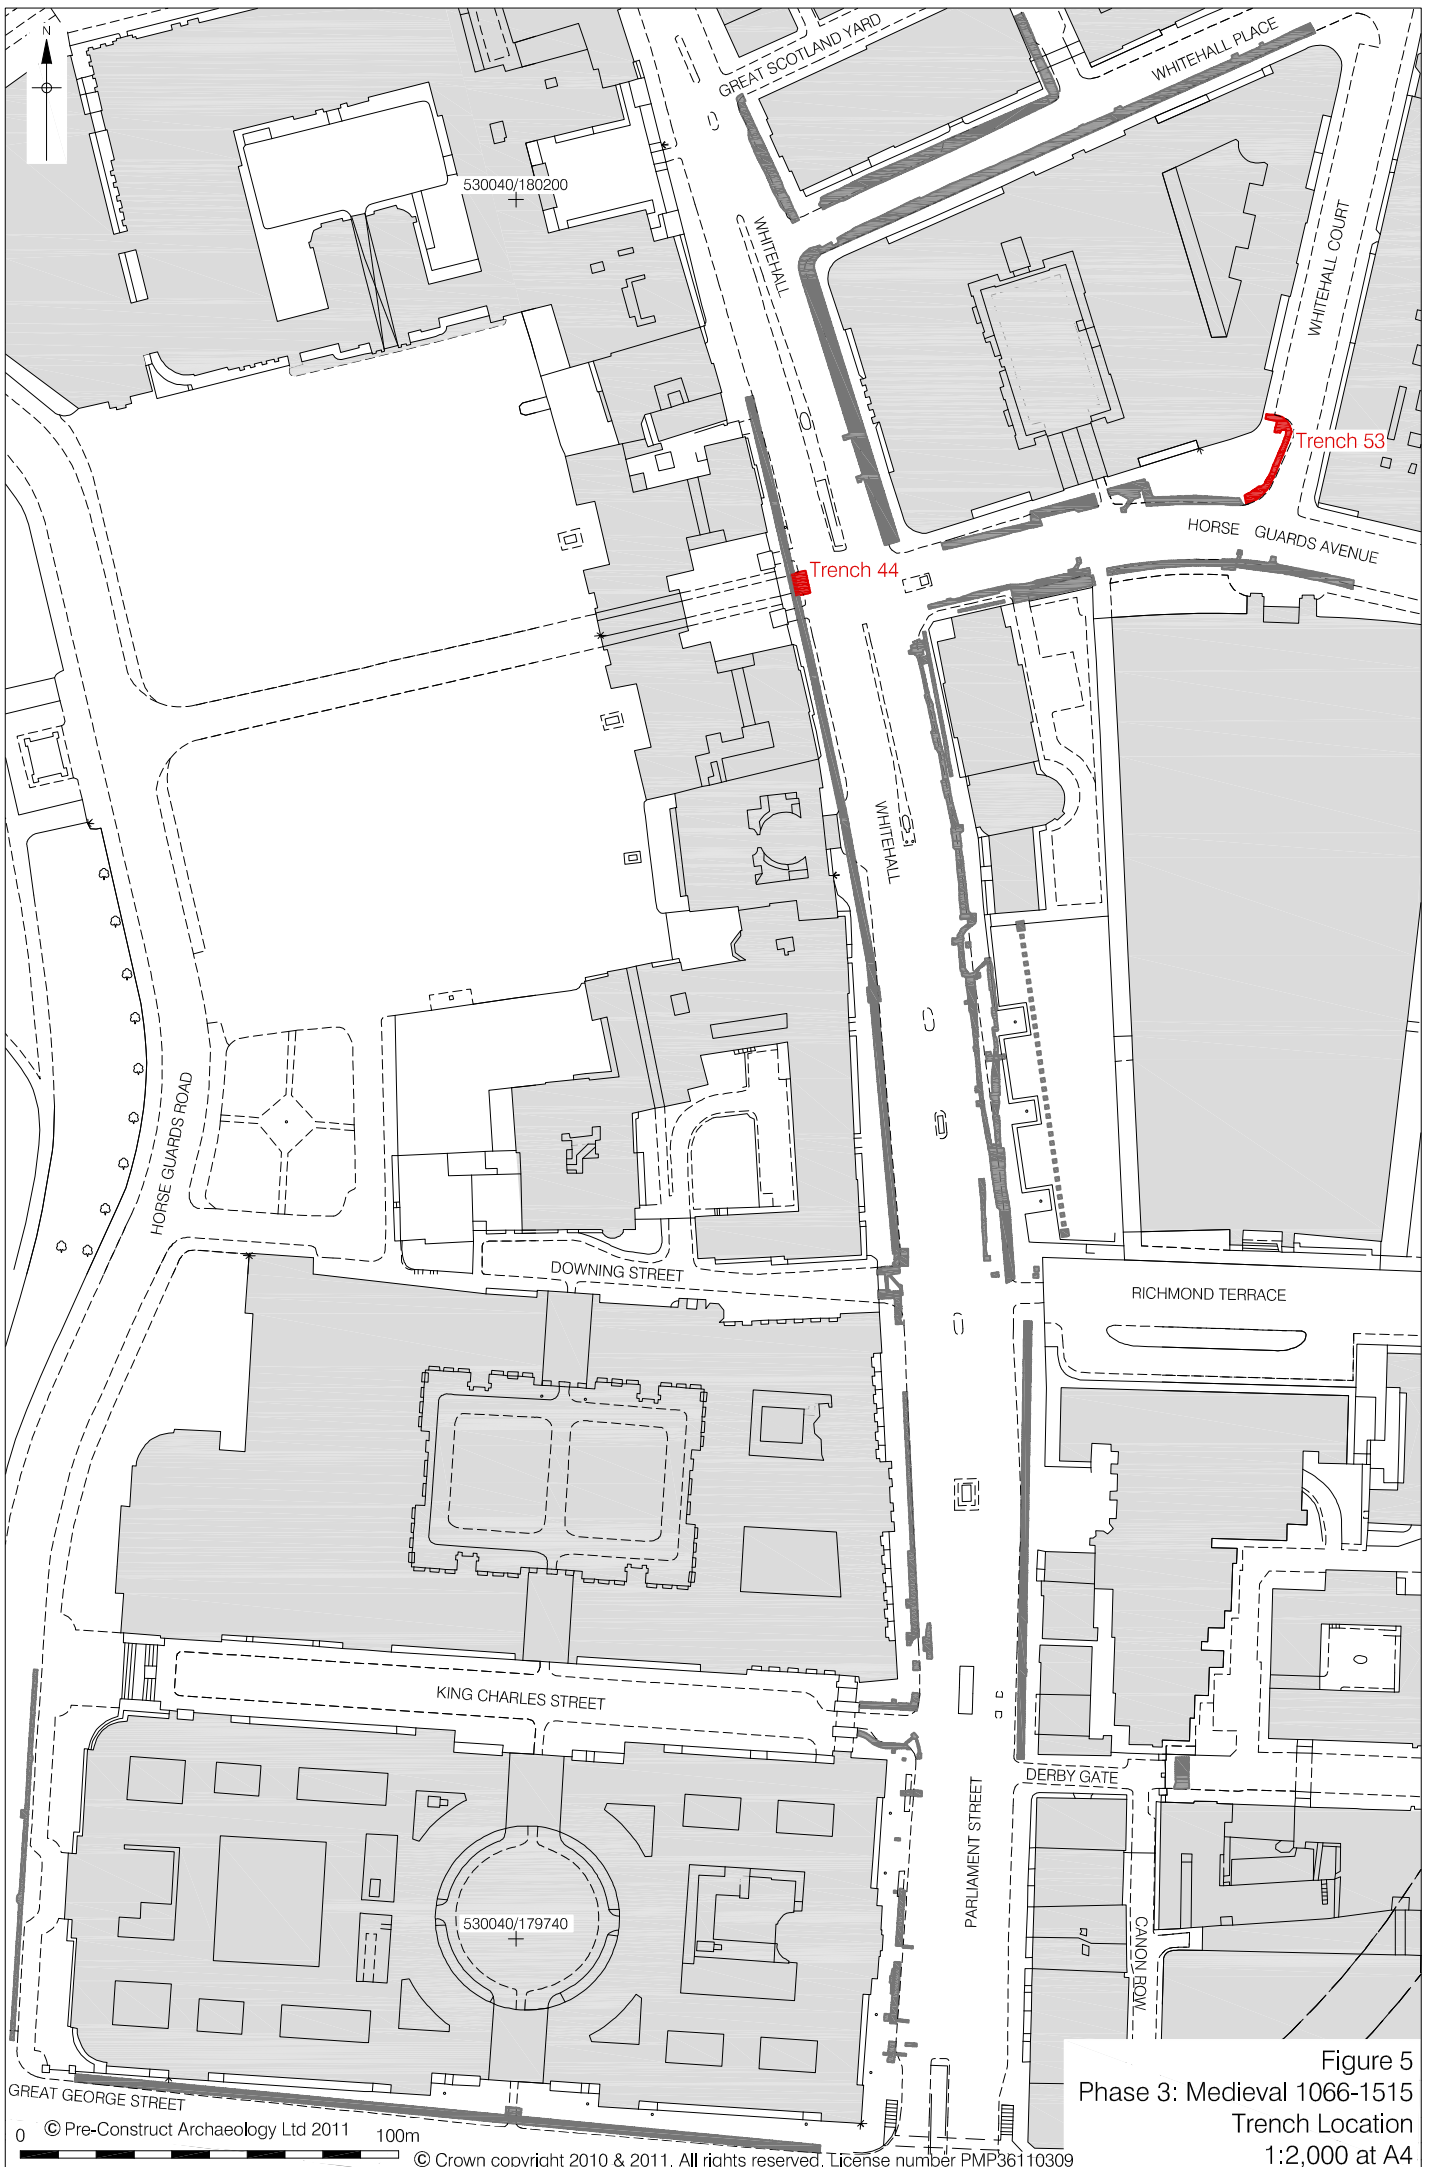 N
GREAT SCOTLAND YARD
WHITEHALL PLACE
530040/180200
WHITEHALL
WHITEHALL COURT
Trench 53
HORSE GUARDS AVENUE
Trench 44
WHITEHALL
HORSE GUARDS ROAD
DOWNING STREET
RICHMOND TERRACE
KING CHARLES STREET
DERBY GATE
PARLIAMENT STREET
530040/179740
CANON ROW
GREAT GEORGE STREET
Figure 5
Phase 3: Medieval 1066-1515
Trench Location
1:2,000 at A4
© Pre-Construct Archaeology Ltd 2011
0 100m
© Crown copyright 2010 & 2011. All rights reserved. License number PMP36110309